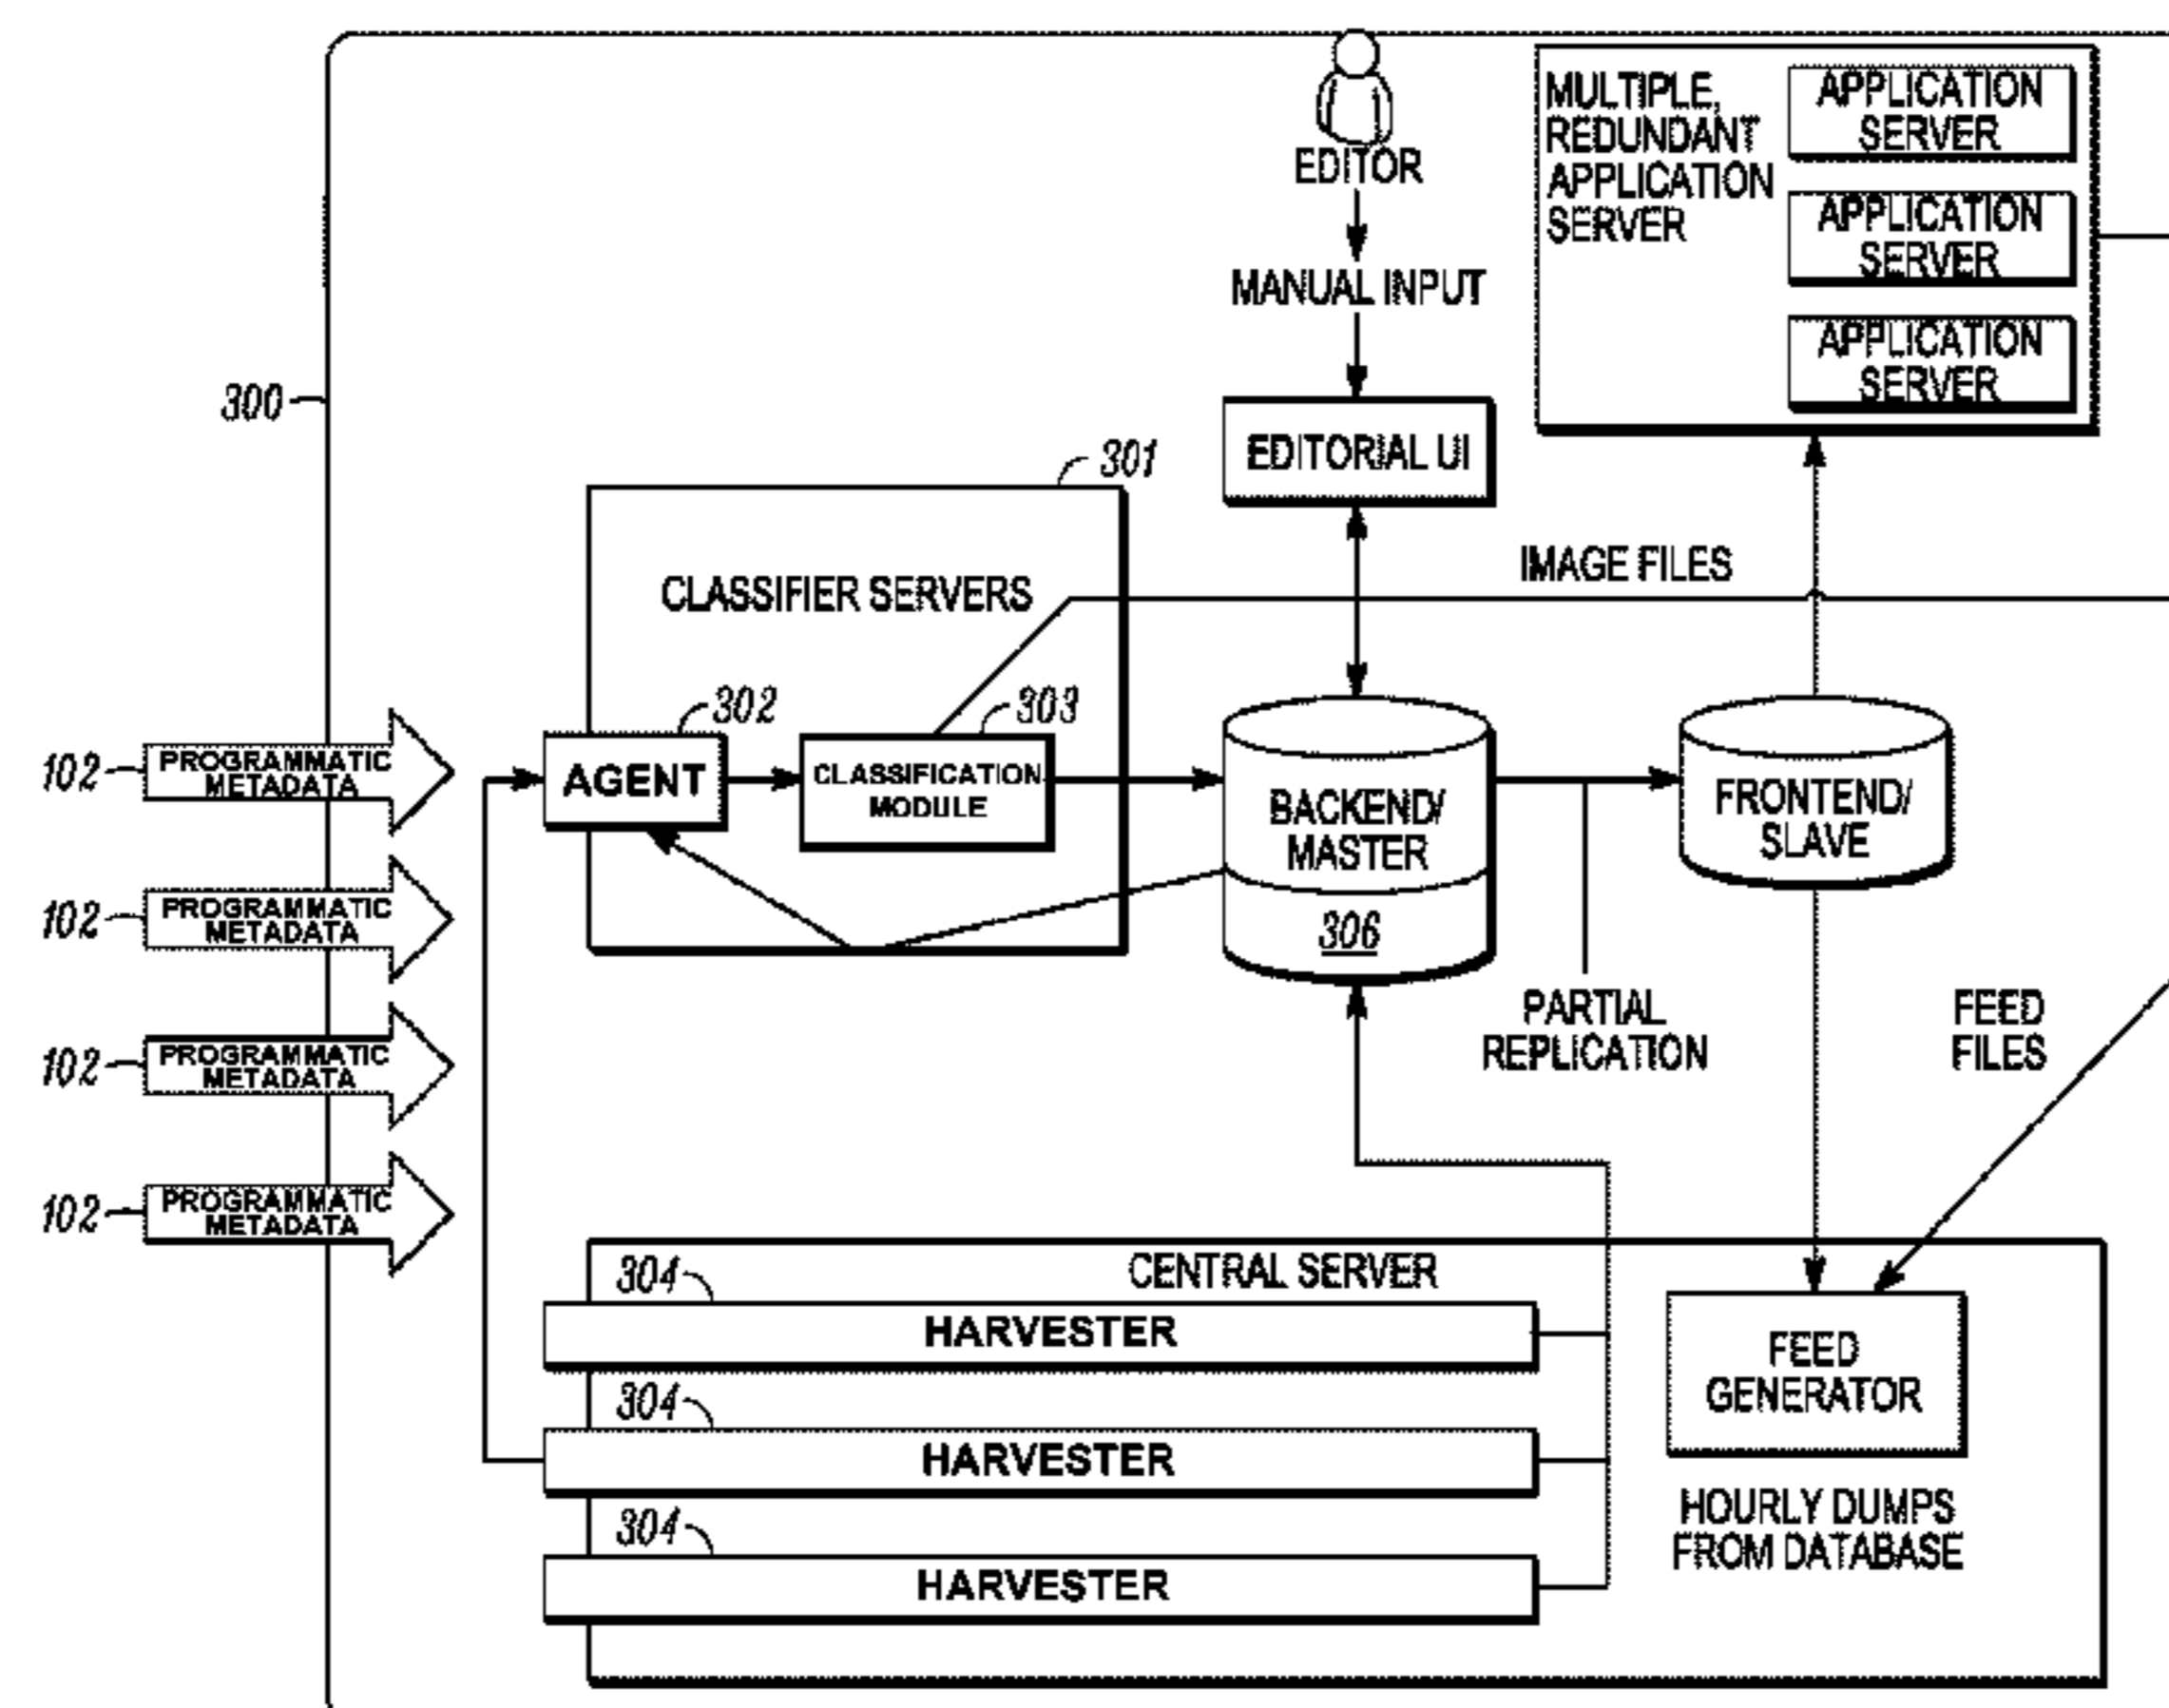 EDITOR
MANUAL INPUT
EDITORIAL UI
MULTIPLE,
REDUNDANT
APPLICATION
SERVER
APPLICATION
SERVER
APPLICATION
SERVER
APPLICATION
SERVER
300
301
CLASSIFIER SERVERS
IMAGE FILES
302
303
AGENT
CLASSIFICATION
MODULE
BACKEND/
MASTER
306
FRONTEND/
SLAVE
102
PROGRAMMATIC
METADATA
102
PROGRAMMATIC
METADATA
102
PROGRAMMATIC
METADATA
102
PROGRAMMATIC
METADATA
PARTIAL
REPLICATION
FEED
FILES
CENTRAL SERVER
304
HARVESTER
304
HARVESTER
304
HARVESTER
FEED
GENERATOR
HOURLY DUMPS
FROM DATABASE